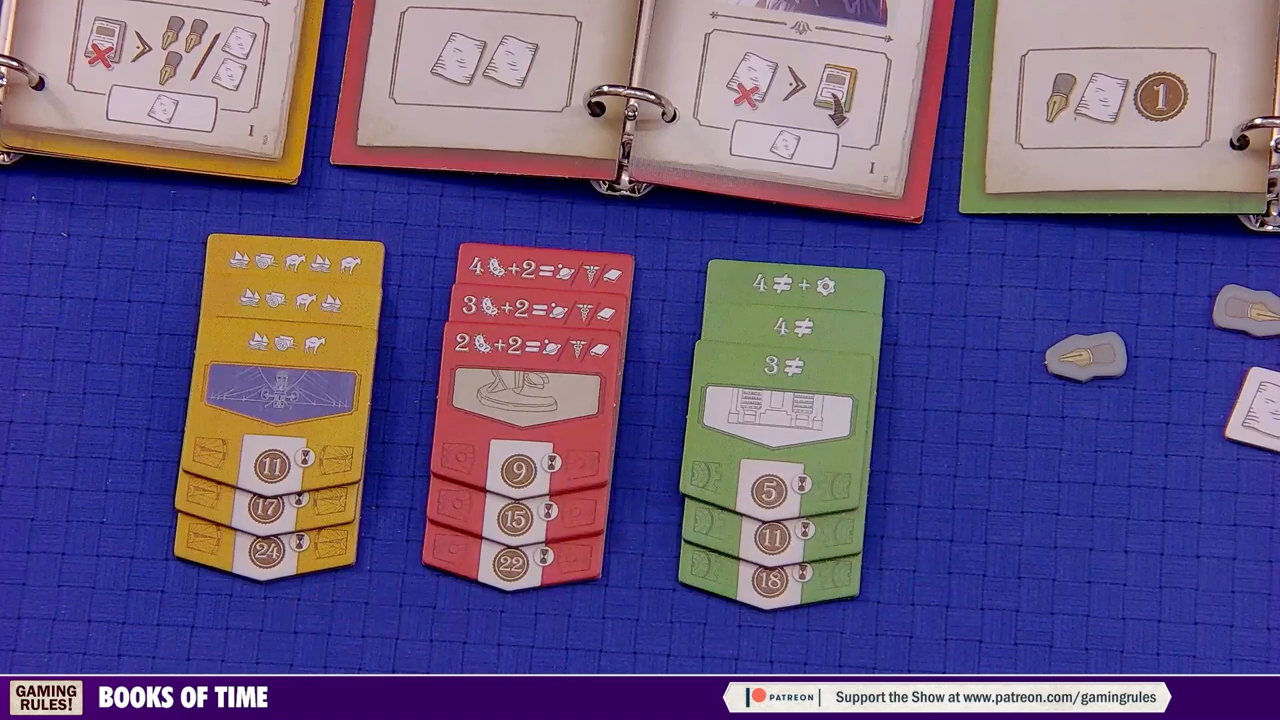 I
I
1
4 +2= / /
3 +2= / /
2 +2= / /
4 ≠ +
4 ≠
3 ≠
11
17
24
9
15
22
5
11
18
GAMING RULES!
BOOKS OF TIME
PATREON
Support the Show at www.patreon.com/gamingrules